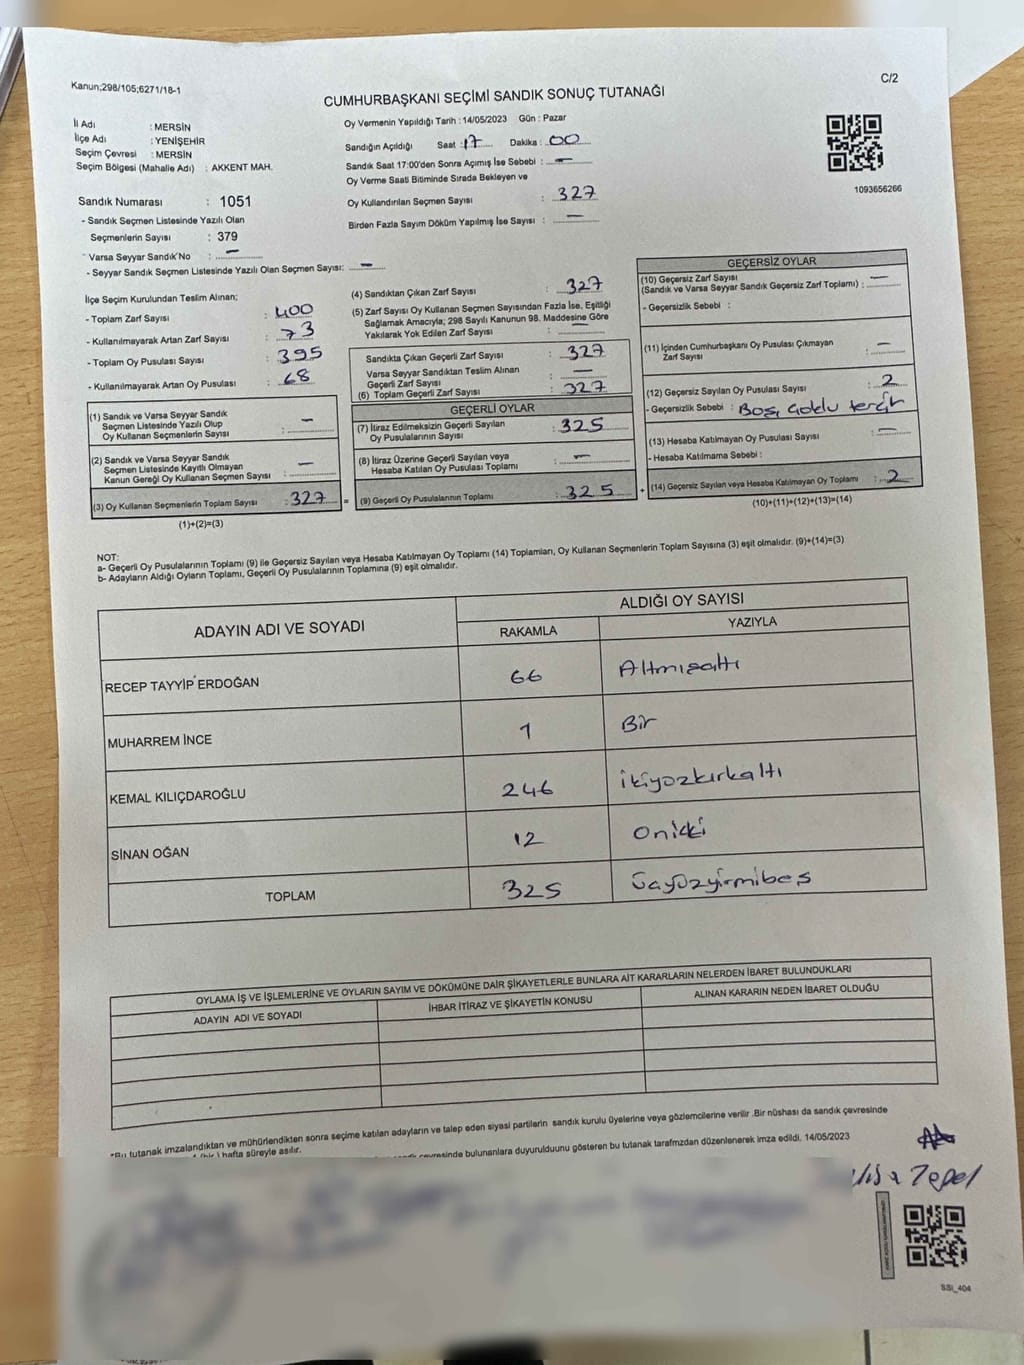 Kanun;298/105;6271/18-1
C/2
CUMHURBAŞKANI SEÇİMİ SANDIK SONUÇ TUTANAĞI
İl Adı : MERSİN
İlçe Adı : YENİŞEHİR
Seçim Çevresi : MERSİN
Seçim Bölgesi (Mahalle Adı) : AKKENT MAH.
Sandık Numarası : 1051
- Sandık Seçmen Listesinde Yazılı Olan
Seçmenlerin Sayısı : 379
- Varsa Seyyar Sandık No : —
- Seyyar Sandık Seçmen Listesinde Yazılı Olan Seçmen Sayısı: —
Oy Vermenin Yapıldığı Tarih : 14/05/2023 Gün : Pazar
Sandığın Açıldığı Saat : 17 Dakika : 00
Sandık Saat 17:00'den Sonra Açımış İse Sebebi : —
Oy Verme Saati Bitiminde Sırada Bekleyen ve
Oy Kullandırılan Seçmen Sayısı : 327
Birden Fazla Sayım Döküm Yapılmış İse Sayısı : —
1093656266
İlçe Seçim Kurulundan Teslim Alınan;
- Toplam Zarf Sayısı : 400
- Kullanılmayarak Artan Zarf Sayısı : 73
- Toplam Oy Pusulası Sayısı : 395
- Kullanılmayarak Artan Oy Pusulası : 68
(1) Sandık ve Varsa Seyyar Sandık
Seçmen Listesinde Yazılı Olup
Oy Kullanan Seçmenlerin Sayısı : —
(2) Sandık ve Varsa Seyyar Sandık
Seçmen Listesinde Kayıtlı Olmayan
Kanun Gereği Oy Kullanan Seçmen Sayısı : —
(3) Oy Kullanan Seçmenlerin Toplam Sayısı : 327 =
(1)+(2)=(3)
(4) Sandıktan Çıkan Zarf Sayısı : 327
(5) Zarf Sayısı Oy Kullanan Seçmen Sayısından Fazla İse, Eşitliği
Sağlamak Amacıyla; 298 Sayılı Kanunun 98. Maddesine Göre
Yakılarak Yok Edilen Zarf Sayısı : —
Sandıkta Çıkan Geçerli Zarf Sayısı : 327
Varsa Seyyar Sandıktan Teslim Alınan
Geçerli Zarf Sayısı : —
(6) Toplam Geçerli Zarf Sayısı : 327
GEÇERLİ OYLAR
(7) İtiraz Edilmeksizin Geçerli Sayılan
Oy Pusulalarının Sayısı : 325
(8) İtiraz Üzerine Geçerli Sayılan veya
Hesaba Katılan Oy Pusulası Toplamı : —
(9) Geçerli Oy Pusulalarının Toplamı : 325 +
GEÇERSİZ OYLAR
(10) Geçersiz Zarf Sayısı
(Sandık ve Varsa Seyyar Sandık Geçersiz Zarf Toplamı) : —
- Geçersizlik Sebebi :
(11) İçinden Cumhurbaşkanı Oy Pusulası Çıkmayan
Zarf Sayısı : —
(12) Geçersiz Sayılan Oy Pusulası Sayısı : 2
- Geçersizlik Sebebi : Boş, çoklu tercih
(13) Hesaba Katılmayan Oy Pusulası Sayısı : —
- Hesaba Katılmama Sebebi :
(14) Geçersiz Sayılan veya Hesaba Katılmayan Oy Toplamı : 2
(10)+(11)+(12)+(13)=(14)
NOT:
a- Geçerli Oy Pusulalarının Toplamı (9) ile Geçersiz Sayılan veya Hesaba Katılmayan Oy Toplamı (14) Toplamları, Oy Kullanan Seçmenlerin Toplam Sayısına (3) eşit olmalıdır. (9)+(14)=(3)
b- Adayların Aldığı Oyların Toplamı, Geçerli Oy Pusulalarının Toplamına (9) eşit olmalıdır.
ADAYIN ADI VE SOYADI
ALDIĞI OY SAYISI
RAKAMLA YAZIYLA
RECEP TAYYİP ERDOĞAN 66 Altmışaltı
MUHARREM İNCE 1 Bir
KEMAL KILIÇDAROĞLU 246 ikiyüzkırkaltı
SİNAN OĞAN 12 Oniki
TOPLAM 325 Üçyüzyirmibeş
OYLAMA İŞ VE İŞLEMLERİNE VE OYLARIN SAYIM VE DÖKÜMÜNE DAİR ŞİKAYETLERLE BUNLARA AİT KARARLARIN NELERDEN İBARET BULUNDUKLARI
ADAYIN ADI VE SOYADI İHBAR İTİRAZ VE ŞİKAYETİN KONUSU ALINAN KARARIN NEDEN İBARET OLDUĞU
*Bu tutanak imzalandıktan ve mühürlendikten sonra seçime katılan adayların ve talep eden siyasi partilerin sandık kurulu üyelerine veya gözlemcilerine verilir .Bir nüshası da sandık çevresinde
(bir ) hafta süreyle asılır.
bulunanlara duyurulduunu gösteren bu tutanak tarafmzdan düzenlenerek imza edildi. 14/05/2023
SSI_404